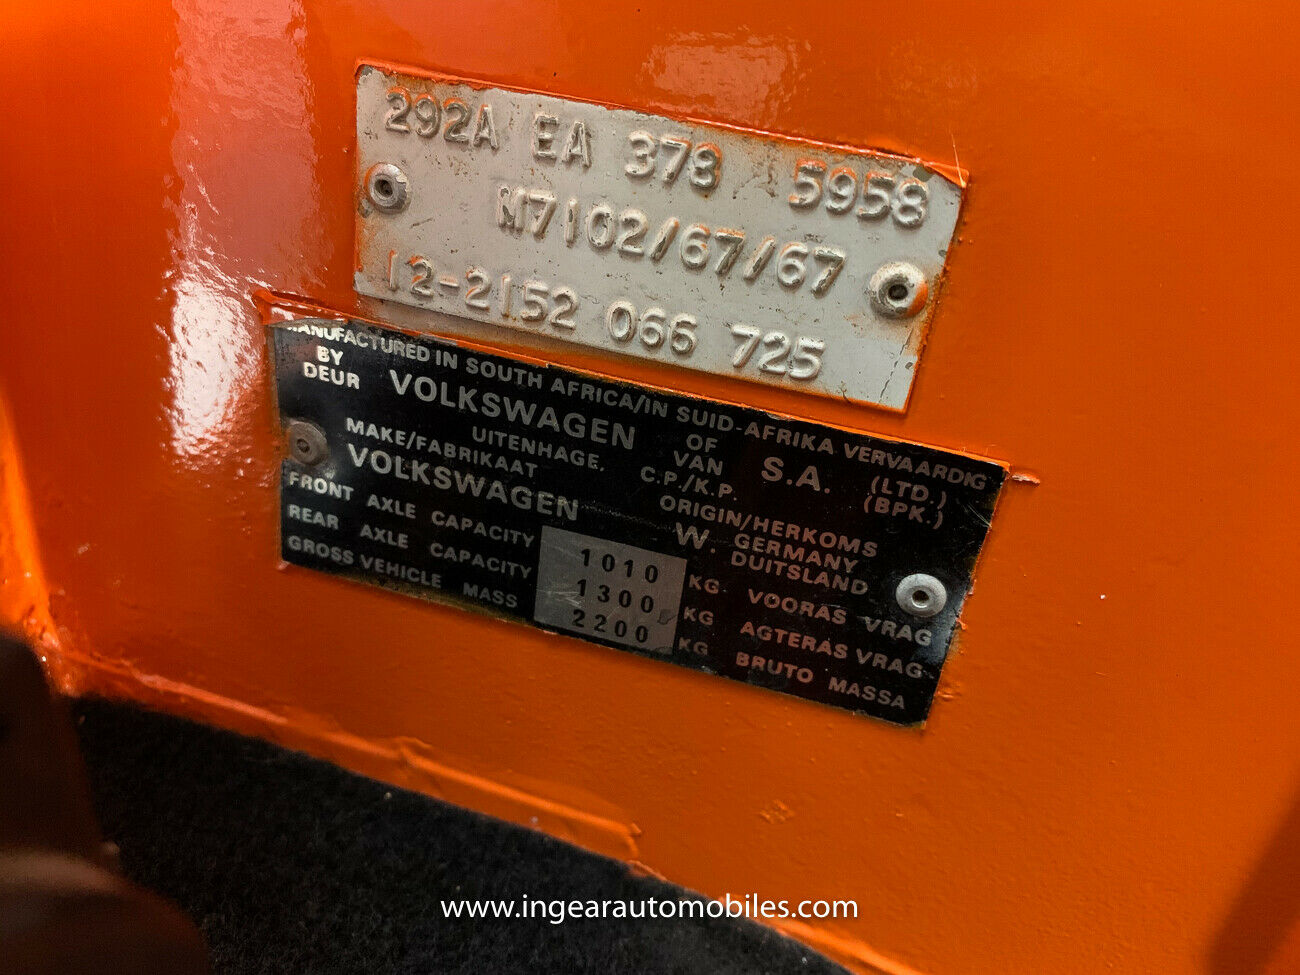 292A EA 378 5958
M7102/67/67
12-2152 066 725
MANUFACTURED IN SOUTH AFRICA/IN SUID-AFRIKA VERVAARDIG
BY DEUR VOLKSWAGEN OF VAN S.A. (LTD.) (BPK.)
UITENHAGE, C.P./K.P.
MAKE/FABRIKAAT ORIGIN/HERKOMS
VOLKSWAGEN W. GERMANY DUITSLAND
FRONT AXLE CAPACITY 1010 KG VOORAS VRAG
REAR AXLE CAPACITY 1300 KG AGTERAS VRAG
GROSS VEHICLE MASS 2200 KG BRUTO MASSA
www.ingearautomobiles.com